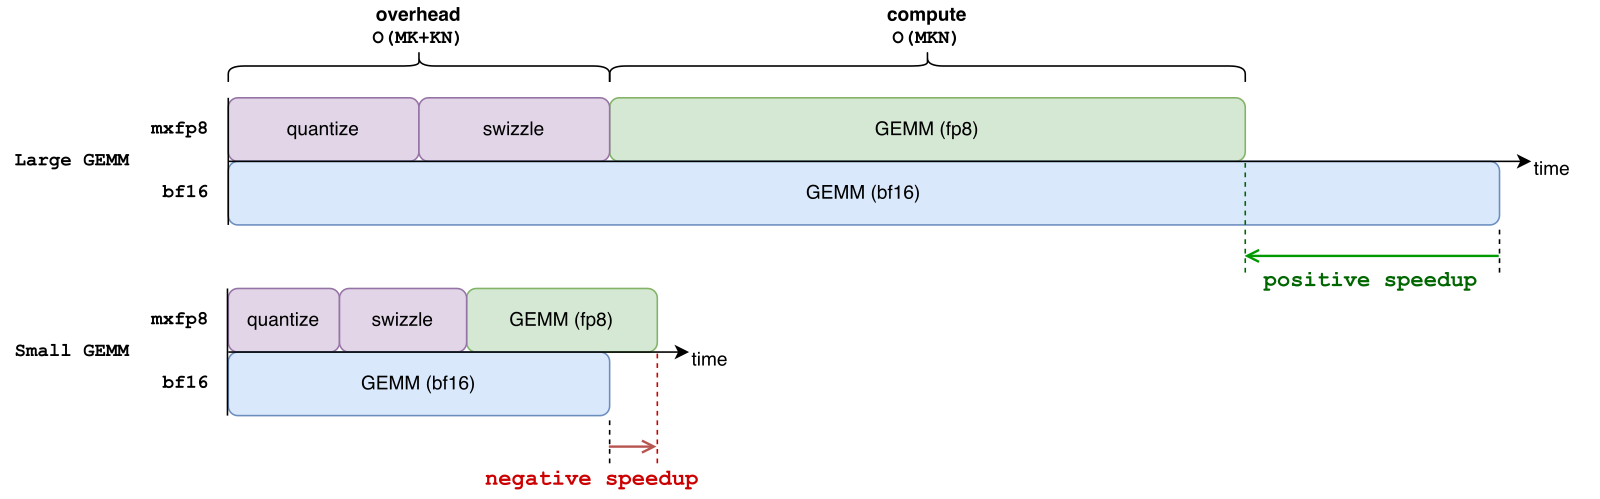 overhead
O(MK+KN)
compute
O(MKN)
mxfp8
quantize
swizzle
GEMM (fp8)
Large GEMM
time
bf16
GEMM (bf16)
positive speedup
mxfp8
quantize
swizzle
GEMM (fp8)
Small GEMM
time
bf16
GEMM (bf16)
negative speedup